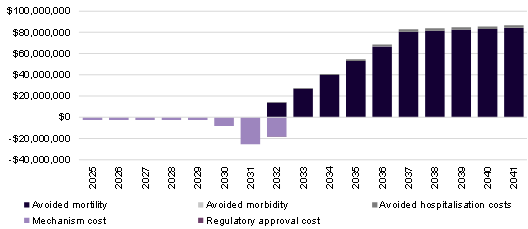 $100,000,000
$80,000,000
$60,000,000
$40,000,000
$20,000,000
$0
-$20,000,000
-$40,000,000
2025 2026 2027 2028 2029 2030 2031 2032 2033 2034 2035 2036 2037 2038 2039 2040 2041
Avoided mortility Avoided morbidity Avoided hospitalisation costs
Mechanism cost Regulatory approval cost